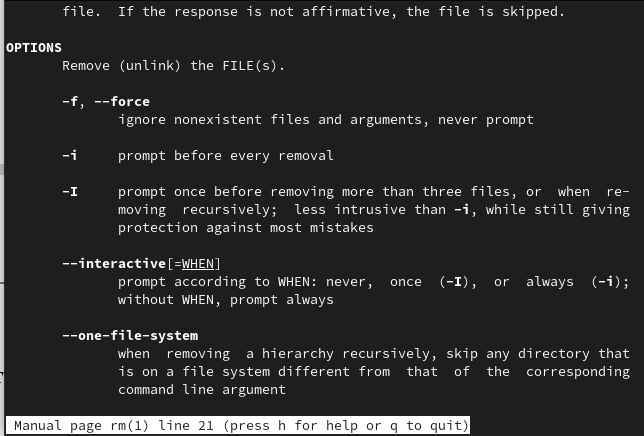 file.  If the response is not affirmative, the file is skipped.
OPTIONS
Remove (unlink) the FILE(s).
-f, --force
ignore nonexistent files and arguments, never prompt
-i     prompt before every removal
-I     prompt once before removing more than three files, or  when  re-
moving  recursively;  less intrusive than -i, while still giving
protection against most mistakes
--interactive[=WHEN]
prompt according to WHEN: never,  once  (-I),  or  always  (-i);
without WHEN, prompt always
--one-file-system
when  removing  a hierarchy recursively, skip any directory that
is on a file system different from  that  of  the  corresponding
command line argument
Manual page rm(1) line 21 (press h for help or q to quit)